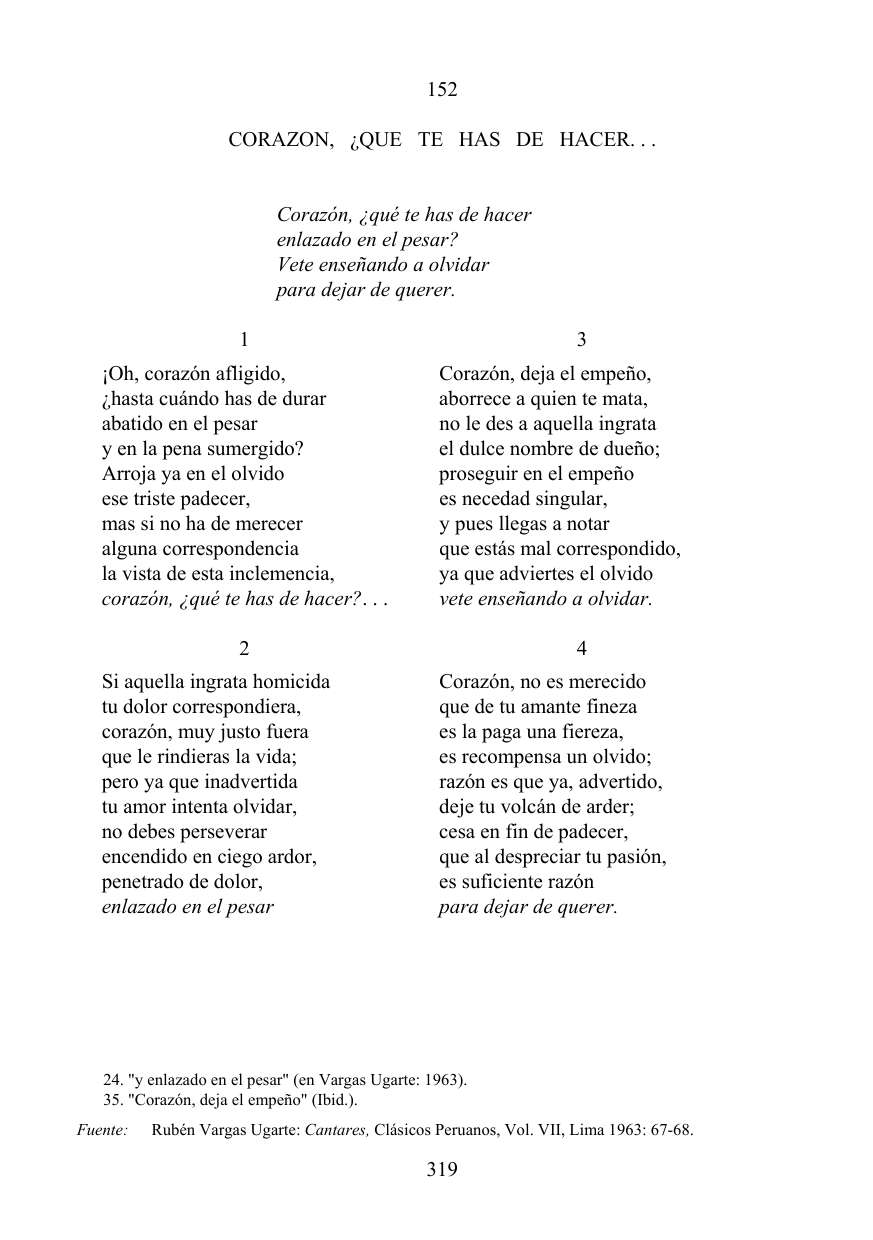 152
CORAZON, ¿QUE TE HAS DE HACER. . .
Corazón, ¿qué te has de hacer
enlazado en el pesar?
Vete enseñando a olvidar
para dejar de querer.
1
¡Oh, corazón afligido,
¿hasta cuándo has de durar
abatido en el pesar
y en la pena sumergido?
Arroja ya en el olvido
ese triste padecer,
mas si no ha de merecer
alguna correspondencia
la vista de esta inclemencia,
corazón, ¿qué te has de hacer?. . .
2
Si aquella ingrata homicida
tu dolor correspondiera,
corazón, muy justo fuera
que le rindieras la vida;
pero ya que inadvertida
tu amor intenta olvidar,
no debes perseverar
encendido en ciego ardor,
penetrado de dolor,
enlazado en el pesar
3
Corazón, deja el empeño,
aborrece a quien te mata,
no le des a aquella ingrata
el dulce nombre de dueño;
proseguir en el empeño
es necedad singular,
y pues llegas a notar
que estás mal correspondido,
ya que adviertes el olvido
vete enseñando a olvidar.
4
Corazón, no es merecido
que de tu amante fineza
es la paga una fiereza,
es recompensa un olvido;
razón es que ya, advertido,
deje tu volcán de arder;
cesa en fin de padecer,
que al despreciar tu pasión,
es suficiente razón
para dejar de querer.
24. "y enlazado en el pesar" (en Vargas Ugarte: 1963).
35. "Corazón, deja el empeño" (Ibid.).
Fuente: Rubén Vargas Ugarte: Cantares, Clásicos Peruanos, Vol. VII, Lima 1963: 67-68.
319